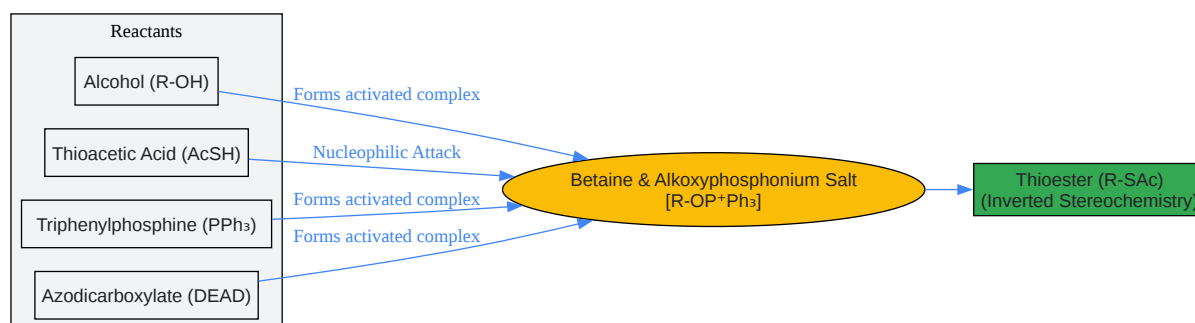 Reactants
Alcohol (R-OH)
Forms activated complex
Thioacetic Acid (AcSH)
Nucleophilic Attack
Triphenylphosphine (PPh₃)
Forms activated complex
Azodicarboxylate (DEAD)
Forms activated complex
Betaine & Alkoxyphosphonium Salt
[R-OP⁺Ph₃]
Thioester (R-SAc)
(Inverted Stereochemistry)